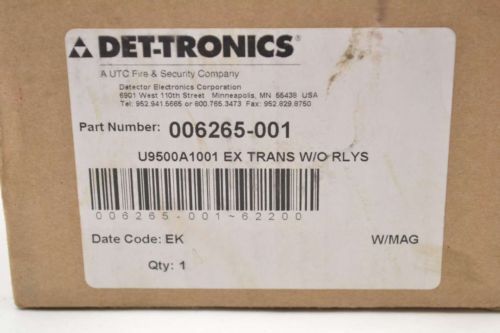 DET-TRONICS®
A UTC Fire & Security Company
Detector Electronics Corporation
6901 West 110th Street Minneapolis, MN 55438 USA
Tel: 952.941.5665 or 800.765.3473 Fax: 952.829.8750
Part Number: 006265-001
U9500A1001 EX TRANS W/O RLYS
006265-001~62200
Date Code: EK W/MAG
Qty: 1